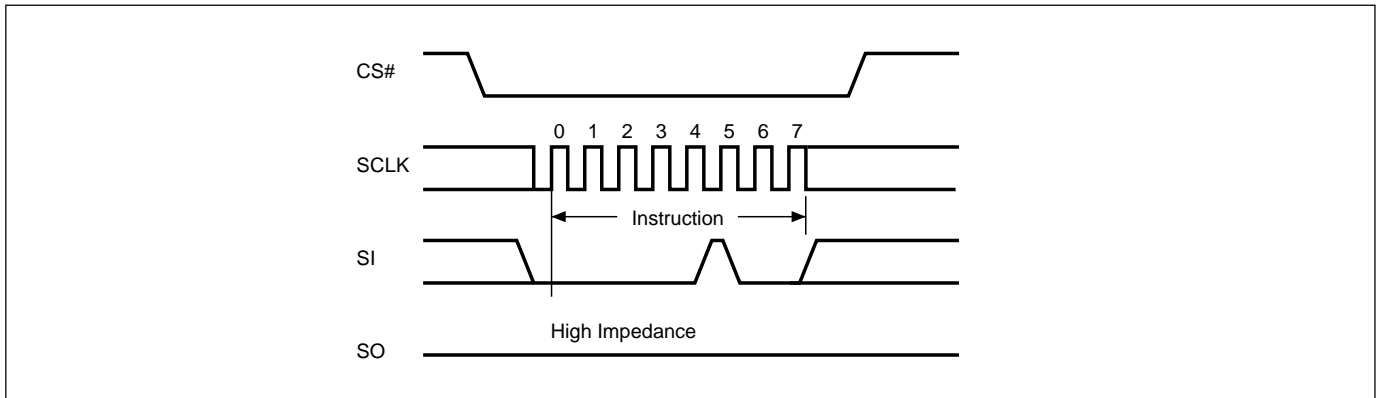 CS#
0 1 2 3 4 5 6 7
SCLK
Instruction
SI
High Impedance
SO